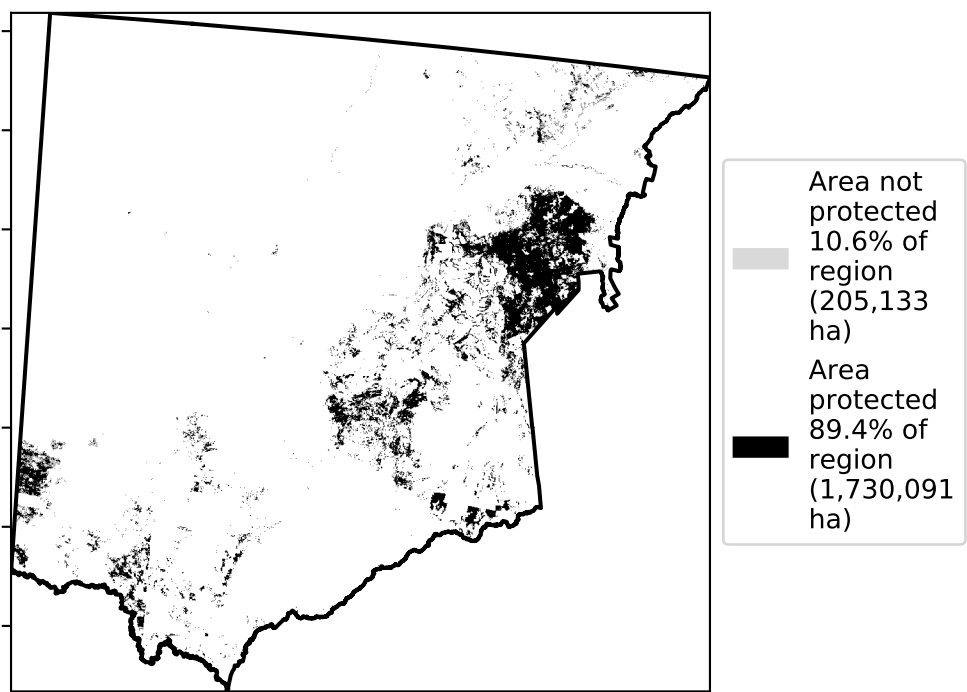 Area not
protected
10.6% of
region
(205,133
ha)
Area
protected
89.4% of
region
(1,730,091
ha)